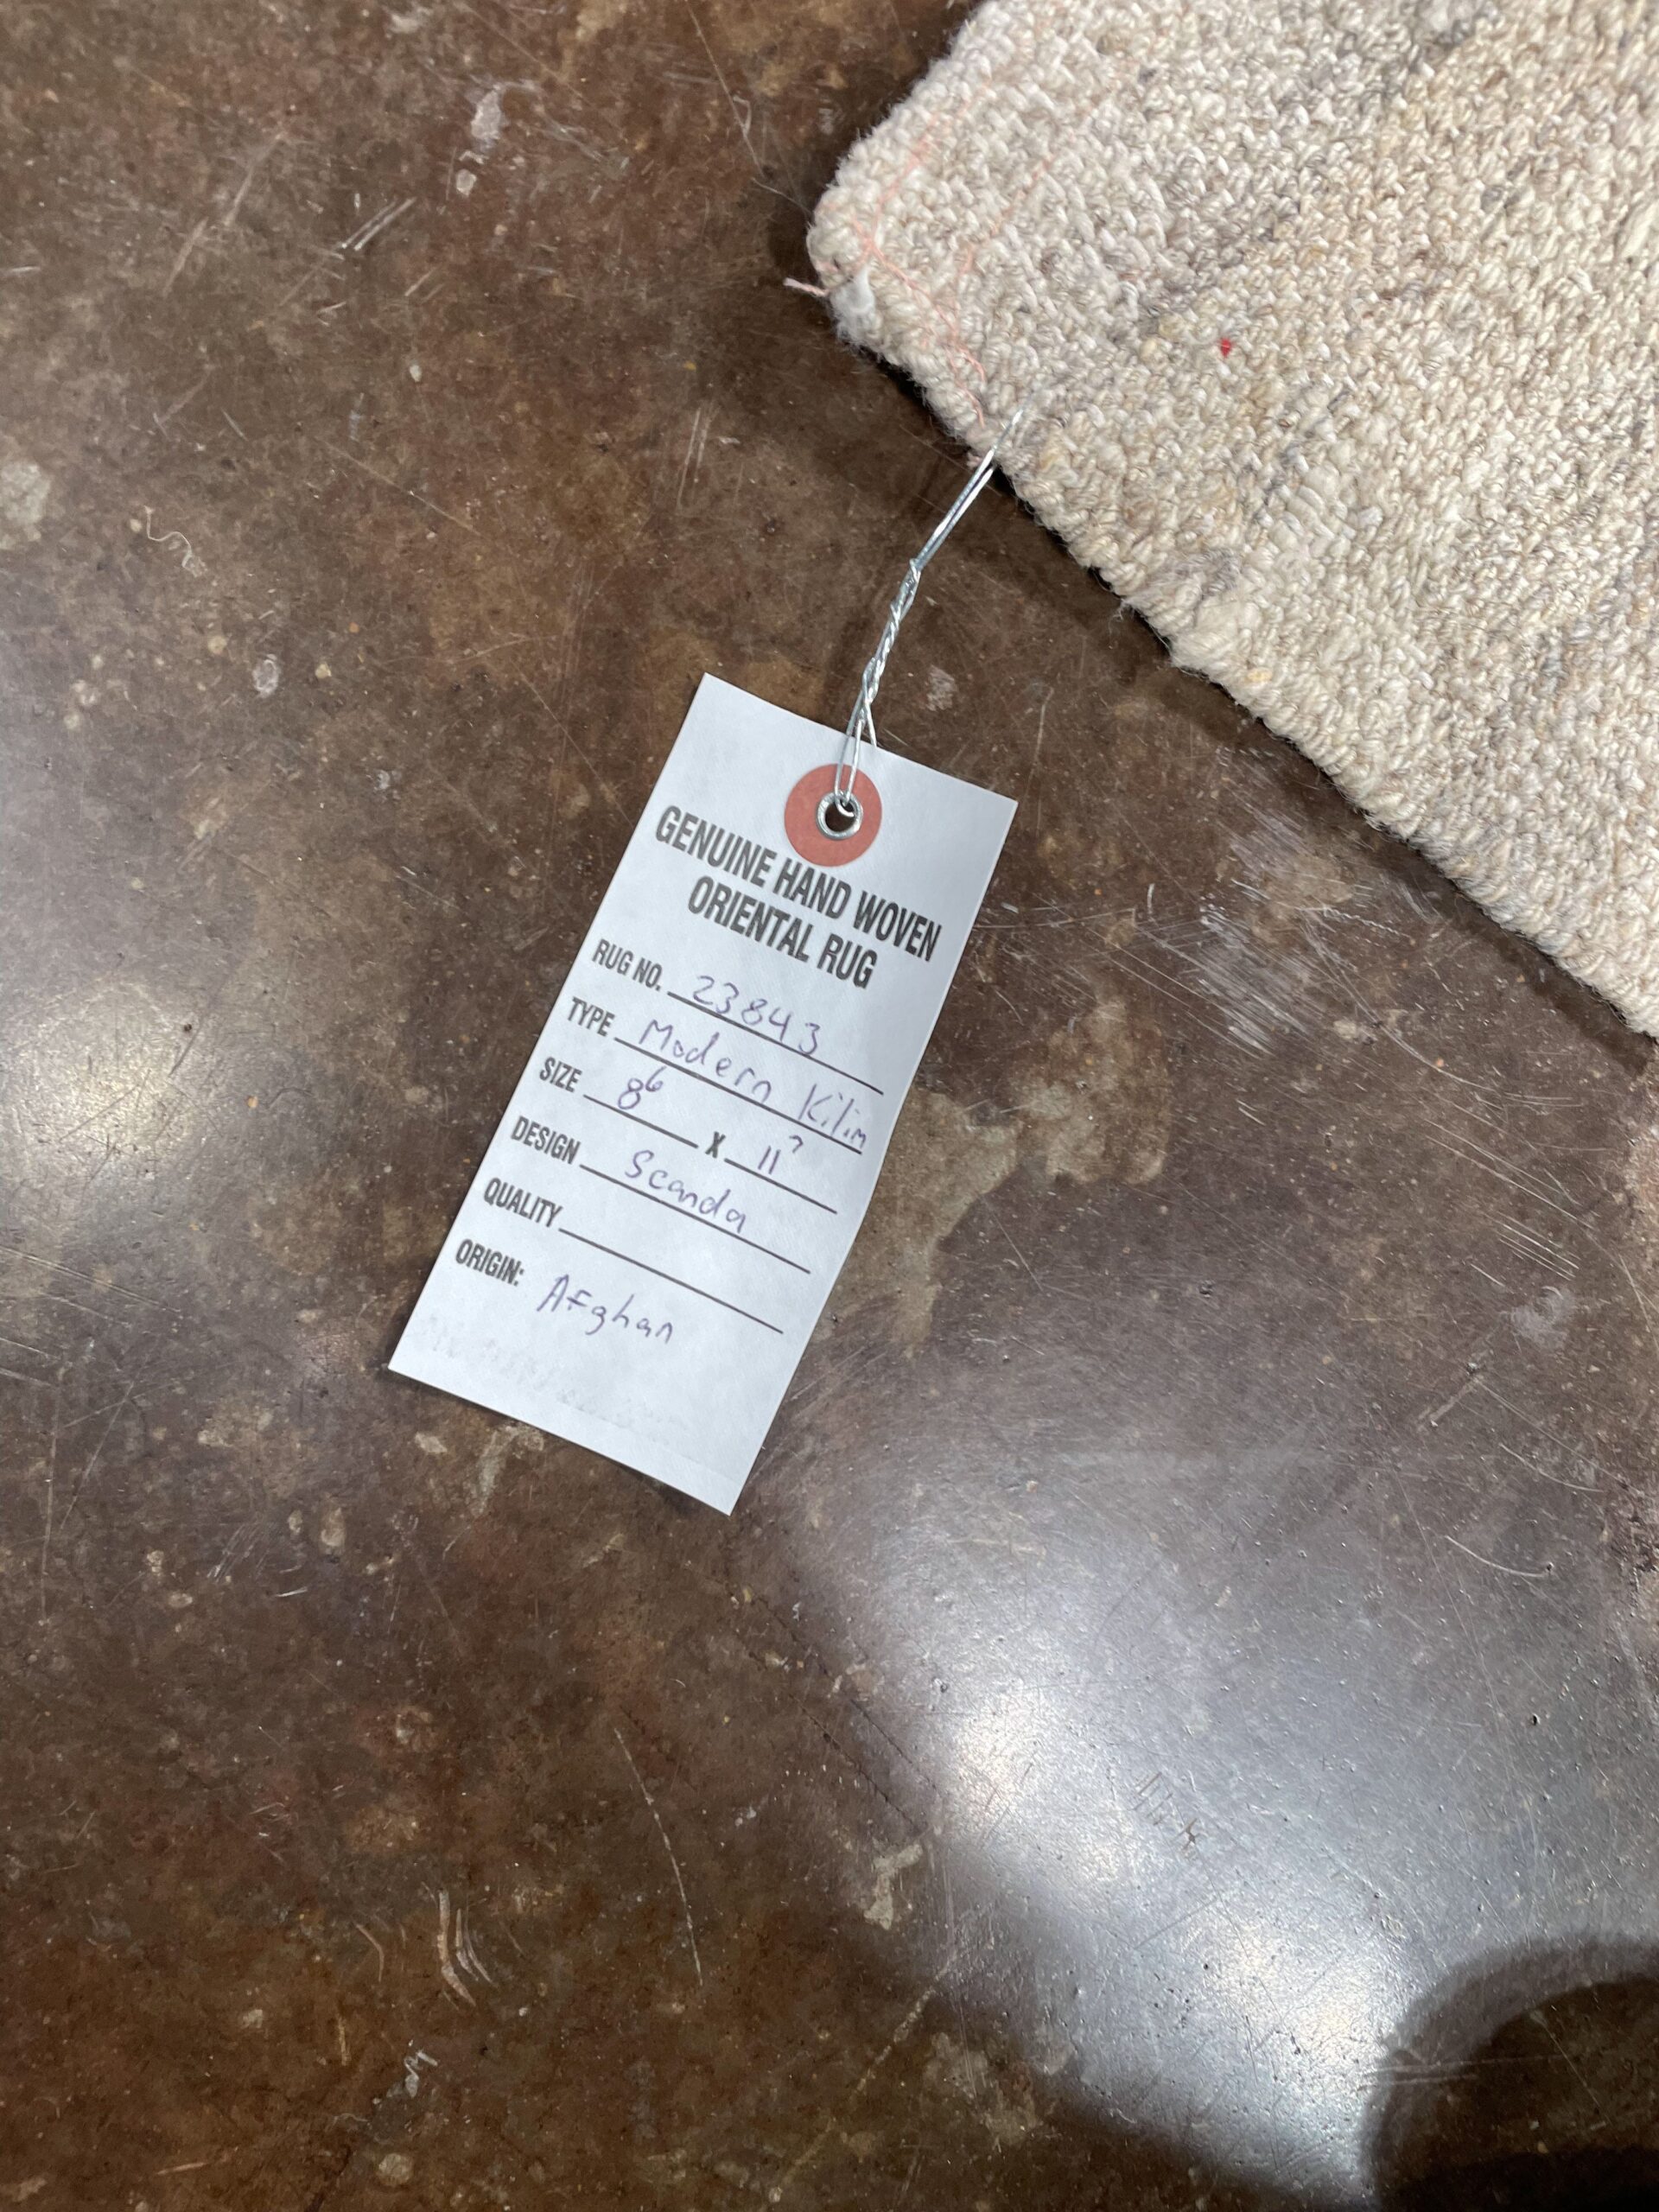 GENUINE HAND WOVEN
ORIENTAL RUG
RUG NO. 23843
TYPE Modern Kilim
SIZE 8⁶ X 11⁷
DESIGN Scanda
QUALITY
ORIGIN: Afghan